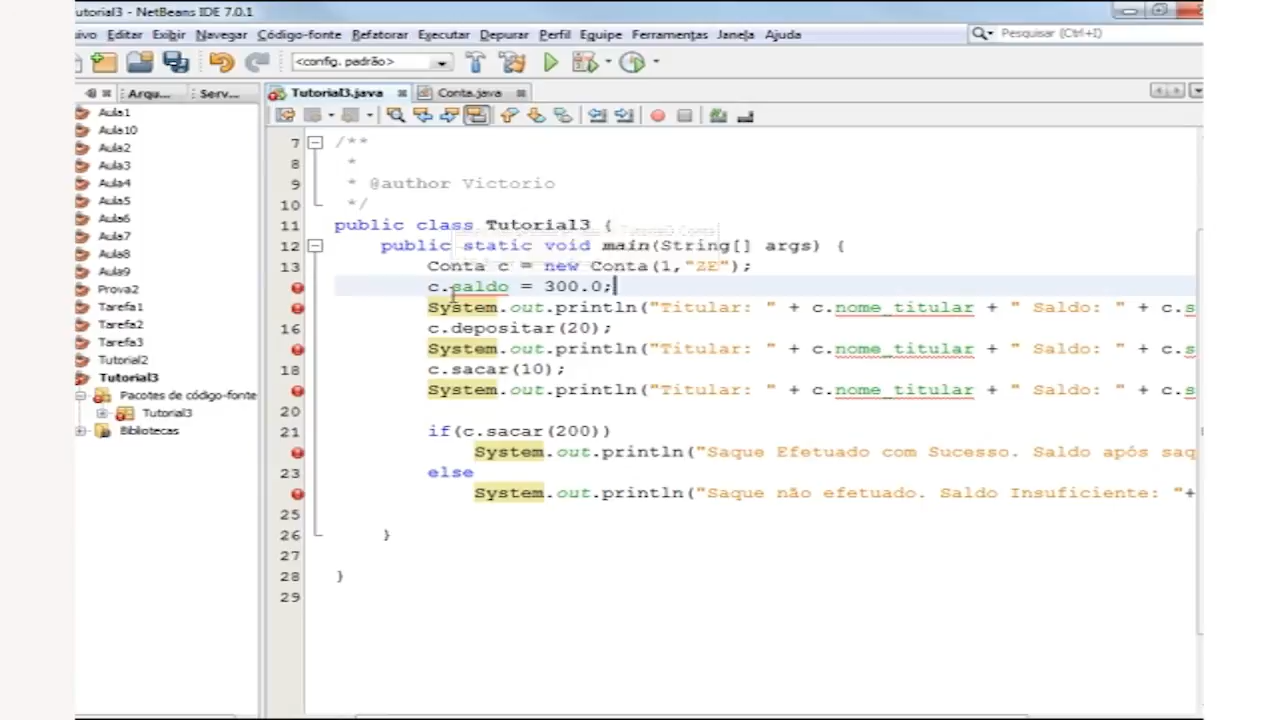 utorial3 - NetBeans IDE 7.0.1
uivo Editar Exibir Navegar Código-fonte Refatorar Executar Depurar Perfil Equipe Ferramentas Janela Ajuda
Pesquisar (Ctrl+I)
<config. padrão>
Arqu... Serv... Tutorial3.java Conta.java
Aula1
Aula10
Aula2
Aula3
Aula4
Aula5
Aula6
Aula7
Aula8
Aula9
Prova2
Tarefa1
Tarefa2
Tarefa3
Tutorial2
Tutorial3
Pacotes de código-fonte
Tutorial3
Bibliotecas
7 /**
8 *
9 * @author Victorio
10 */
11 public class Tutorial3 {
12 public static void main(String[] args) {
13 Conta c = new Conta(1,"ZE");
c.saldo = 300.0;
System.out.println("Titular: " + c.nome_titular + " Saldo: " + c.s
16 c.depositar(20);
System.out.println("Titular: " + c.nome_titular + " Saldo: " + c.s
18 c.sacar(10);
System.out.println("Titular: " + c.nome_titular + " Saldo: " + c.s
20
21 if(c.sacar(200))
System.out.println("Saque Efetuado com Sucesso. Saldo após saq
23 else
System.out.println("Saque não efetuado. Saldo Insuficiente: "+
25
26 }
27
28 }
29